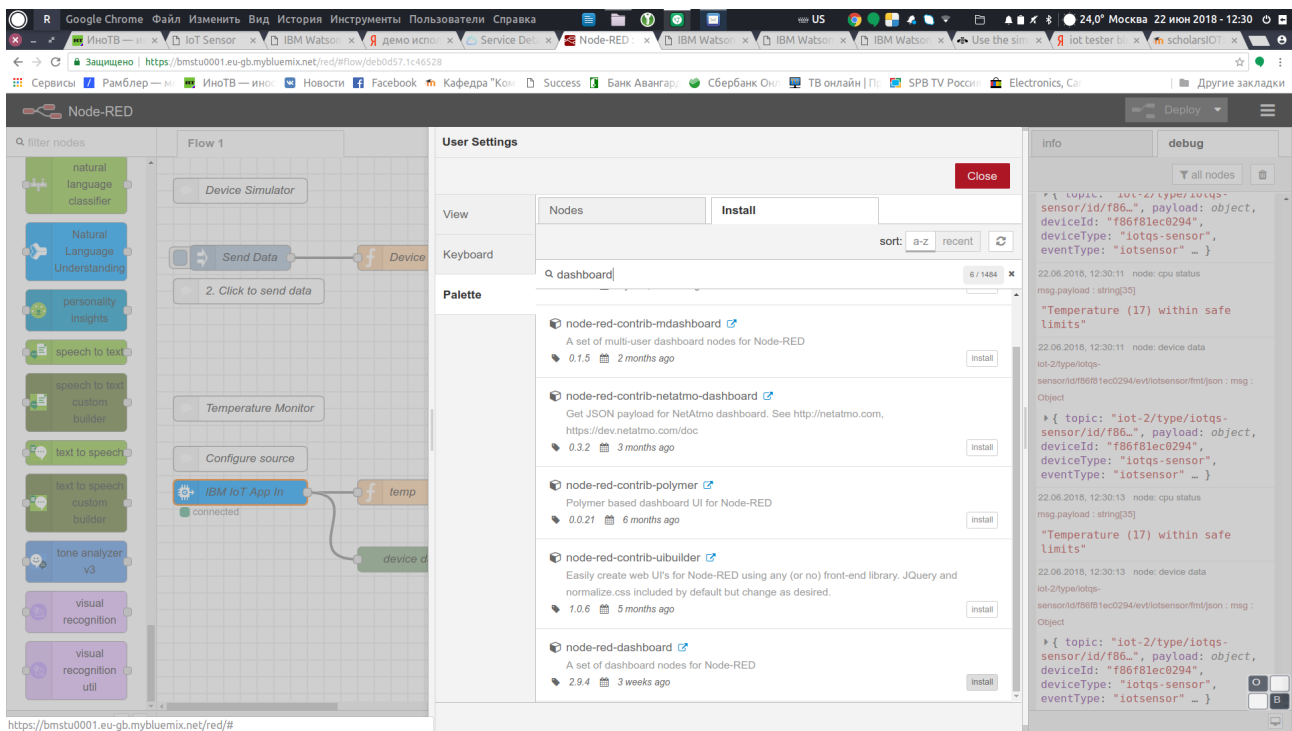 R Google Chrome Файл Изменить Вид История Инструменты Пользователи Справка US 24,0° Москва 22 июн 2018 - 12:30
ИноТВ — и IoT Sensor IBM Watson демо испол Service Det Node-RED : IBM Watson IBM Watson IBM Watson Use the sim iot tester bl scholarsIOT:
Защищено | https://bmstu0001.eu-gb.mybluemix.net/red/#flow/deb0d57.1c46528
Сервисы Рамблер — м ИноТВ — инос Новости Facebook Кафедра "Ком Success Банк Авангард Сбербанк Онл ТВ онлайн | Пр SPB TV Россия Electronics, Car Другие закладки
Node-RED
Deploy
filter nodes
Flow 1
User Settings
info
debug
Close
all nodes
natural
language
classifier
Natural
Language
Understanding
personality
insights
speech to text
speech to text
custom
builder
text to speech
text to speech
custom
builder
tone analyzer
v3
visual
recognition
visual
recognition
util
Device Simulator
Send Data
Device
2. Click to send data
Temperature Monitor
Configure source
IBM IoT App In
temp
connected
device d
View
Keyboard
Palette
Nodes
Install
sort: a-z recent
dashboard
6 / 1484
node-red-contrib-mdashboard
A set of multi-user dashboard nodes for Node-RED
0.1.5 2 months ago
install
node-red-contrib-netatmo-dashboard
Get JSON payload for NetAtmo dashboard. See http://netatmo.com,
https://dev.netatmo.com/doc
0.3.2 3 months ago
install
node-red-contrib-polymer
Polymer based dashboard UI for Node-RED
0.0.21 6 months ago
install
node-red-contrib-uibuilder
Easily create web UI's for Node-RED using any (or no) front-end library. JQuery and
normalize.css included by default but change as desired.
1.0.6 5 months ago
install
node-red-dashboard
A set of dashboard nodes for Node-RED
2.9.4 3 weeks ago
install
{ topic: "iot-2/type/iotqs-
sensor/id/f86…", payload: object,
deviceId: "f86f81ec0294",
deviceType: "iotqs-sensor",
eventType: "iotsensor" … }
22.06.2018, 12:30:11 node: cpu status
msg.payload : string[35]
"Temperature (17) within safe
limits"
22.06.2018, 12:30:11 node: device data
iot-2/type/iotqs-
sensor/id/f86f81ec0294/evt/iotsensor/fmt/json : msg :
Object
{ topic: "iot-2/type/iotqs-
sensor/id/f86…", payload: object,
deviceId: "f86f81ec0294",
deviceType: "iotqs-sensor",
eventType: "iotsensor" … }
22.06.2018, 12:30:13 node: cpu status
msg.payload : string[35]
"Temperature (17) within safe
limits"
22.06.2018, 12:30:13 node: device data
iot-2/type/iotqs-
sensor/id/f86f81ec0294/evt/iotsensor/fmt/json : msg :
Object
{ topic: "iot-2/type/iotqs-
sensor/id/f86…", payload: object,
deviceId: "f86f81ec0294",
deviceType: "iotqs-sensor",
eventType: "iotsensor" … }
O
B
https://bmstu0001.eu-gb.mybluemix.net/red/#